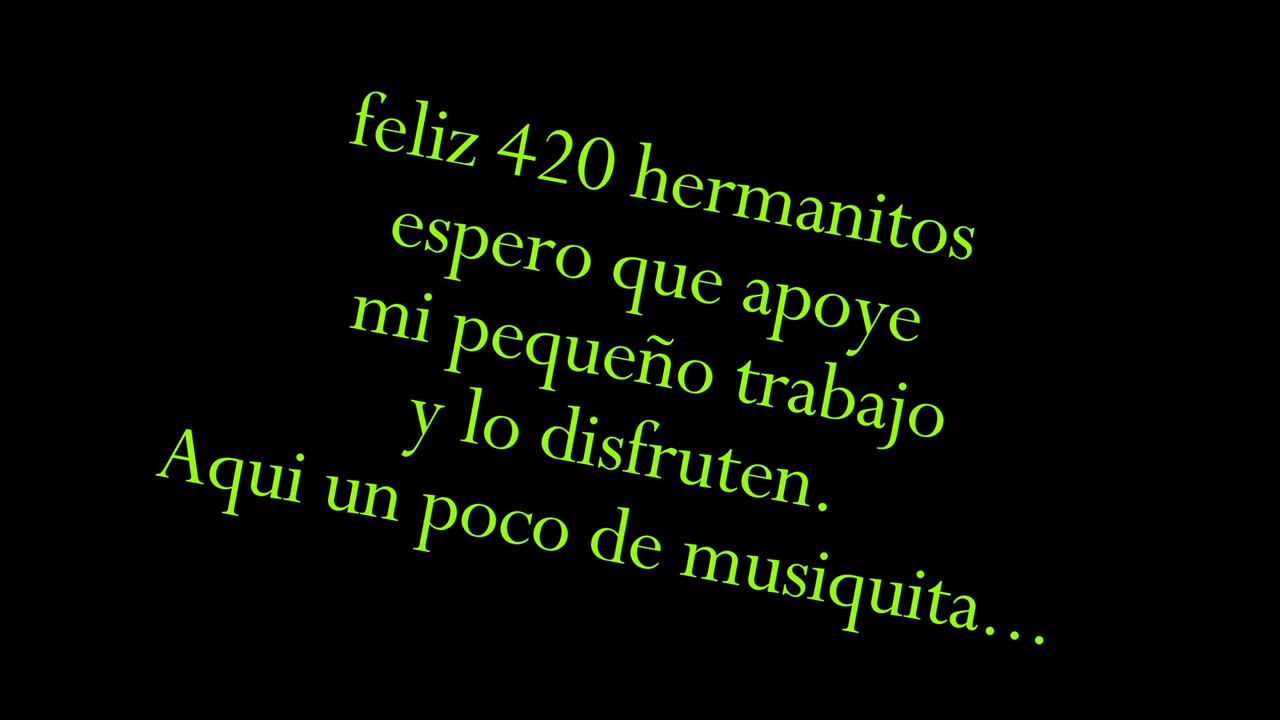 feliz 420 hermanitos
espero que apoye
mi pequeño trabajo
y lo disfruten.
Aqui un poco de musiquita...